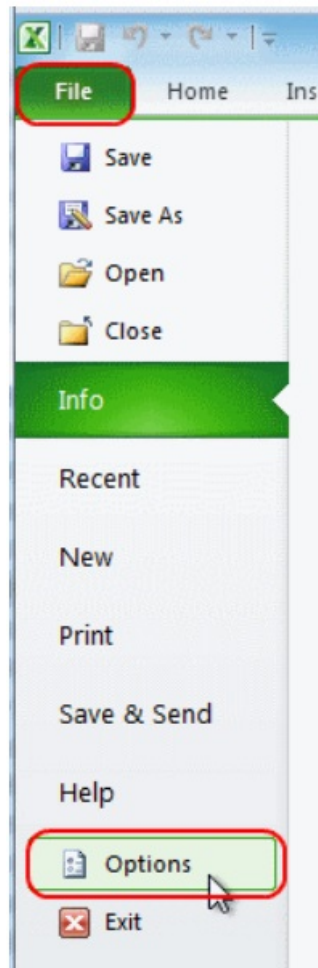 File Home Ins
Save
Save As
Open
Close
Info
Recent
New
Print
Save & Send
Help
Options
Exit